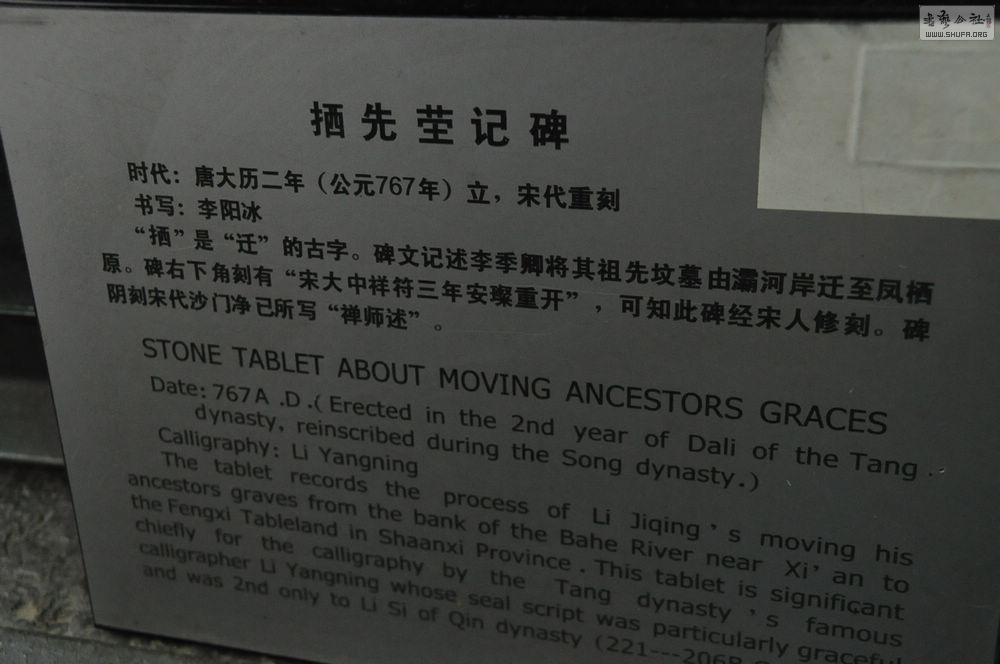 书艺公社
WWW.SHUFA.ORG
拪先茔记碑
时代：唐大历二年（公元767年）立，宋代重刻
书写：李阳冰
“拪”是“迁”的古字。碑文记述李季卿将其祖先坟墓由灞河岸迁至凤栖
原。碑右下角刻有“宋大中祥符三年安璨重开”，可知此碑经宋人修刻。碑
阴刻宋代沙门净己所写“禅师述”。
STONE TABLET ABOUT MOVING ANCESTORS GRACES
Date: 767A .D .( Erected in the 2nd year of Dali of the Tang .
dynasty, reinscribed during the Song dynasty.)
Calligraphy: Li Yangning
The tablet records the process of Li Jiqing's moving his
ancestors graves from the bank of the Bahe River near Xi'an to
the Fengxi Tableland in Shaanxi Province . This tablet is significant
chiefly for the calligraphy by the Tang dynasty's famous
calligrapher Li Yangning whose seal script was particularly graceful
and was 2nd only to Li Si of Qin dynasty (221---206B